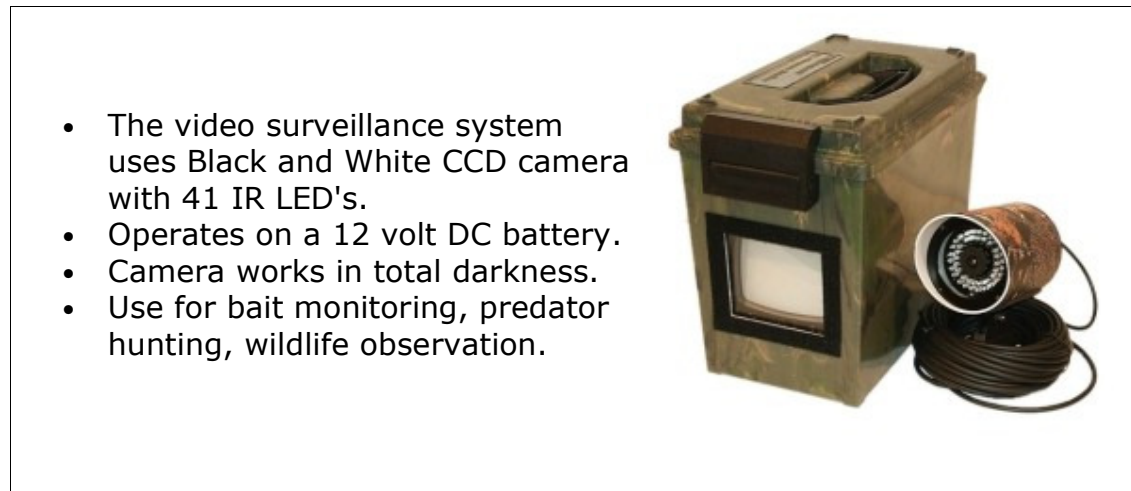 • The video surveillance system
uses Black and White CCD camera
with 41 IR LED's.
• Operates on a 12 volt DC battery.
• Camera works in total darkness.
• Use for bait monitoring, predator
hunting, wildlife observation.